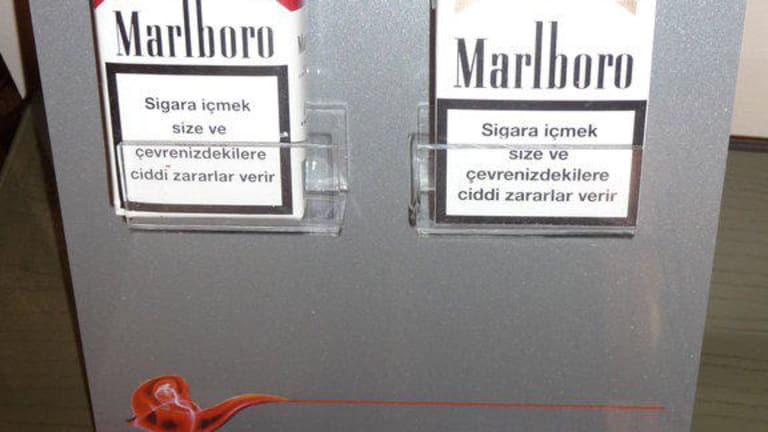 Marlboro
Sigara içmek
size ve
çevrenizdekilere
ciddi zararlar verir
Marlboro
Sigara içmek
size ve
çevrenizdekilere
ciddi zararlar verir